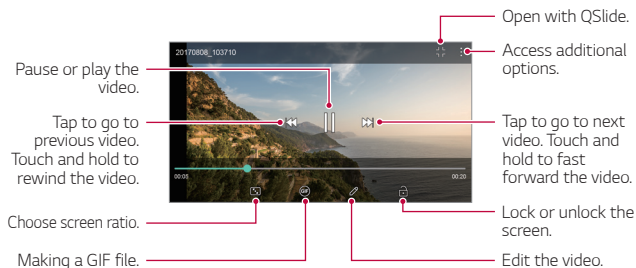 Open with QSlide.
20170808_103710
Access additional
options.
Pause or play the
video.
Tap to go to
previous video.
Touch and hold to
rewind the video.
Tap to go to next
video. Touch and
hold to fast
forward the video.
00:05
00:20
GIF
Choose screen ratio.
Lock or unlock the
screen.
Making a GIF file.
Edit the video.